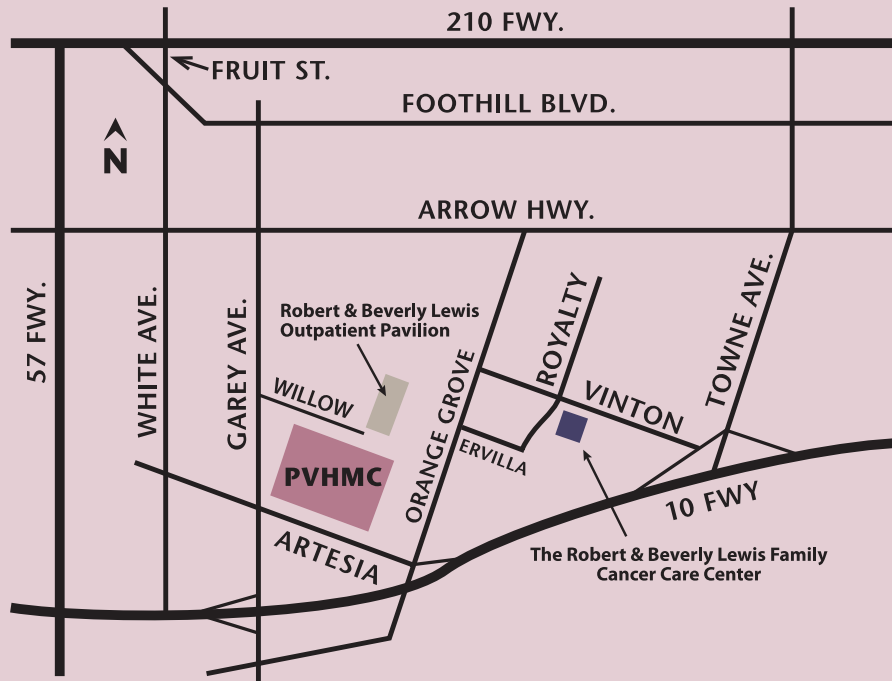 210 FWY.
FRUIT ST.
FOOTHILL BLVD.
N
ARROW HWY.
57 FWY.
WHITE AVE.
GAREY AVE.
Robert & Beverly Lewis
Outpatient Pavilion
WILLOW
PVHMC
ARTESIA
ORANGE GROVE
ERVILLA
ROYALTY
VINTON
TOWNE AVE.
10 FWY
The Robert & Beverly Lewis Family
Cancer Care Center